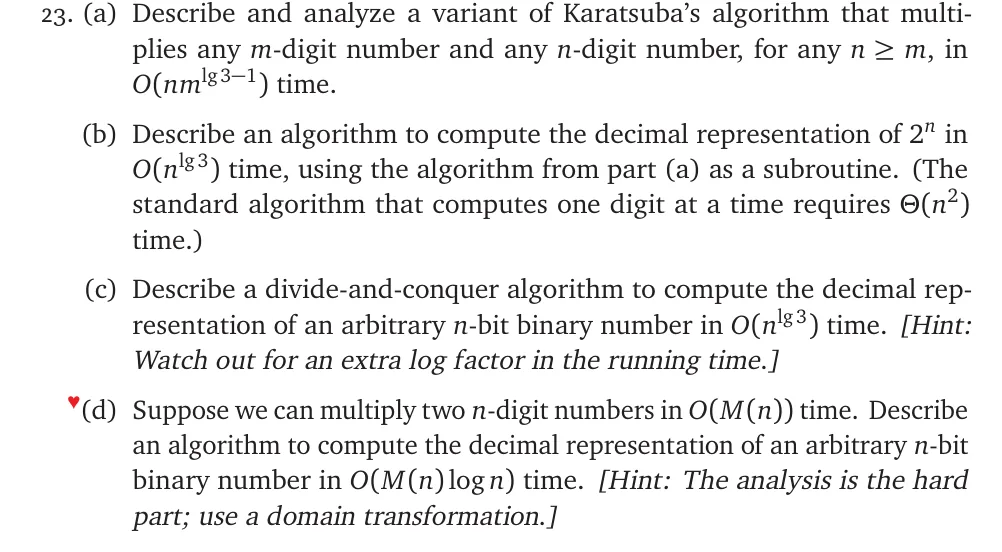 23. (a) Describe and analyze a variant of Karatsuba’s algorithm that multi-
plies any m-digit number and any n-digit number, for any n ≥ m, in
O(nm^{lg 3−1}) time.
(b) Describe an algorithm to compute the decimal representation of 2^n in
O(n^{lg 3}) time, using the algorithm from part (a) as a subroutine. (The
standard algorithm that computes one digit at a time requires Θ(n^2)
time.)
(c) Describe a divide-and-conquer algorithm to compute the decimal rep-
resentation of an arbitrary n-bit binary number in O(n^{lg 3}) time. [Hint:
Watch out for an extra log factor in the running time.]
♥(d) Suppose we can multiply two n-digit numbers in O(M(n)) time. Describe
an algorithm to compute the decimal representation of an arbitrary n-bit
binary number in O(M(n) log n) time. [Hint: The analysis is the hard
part; use a domain transformation.]